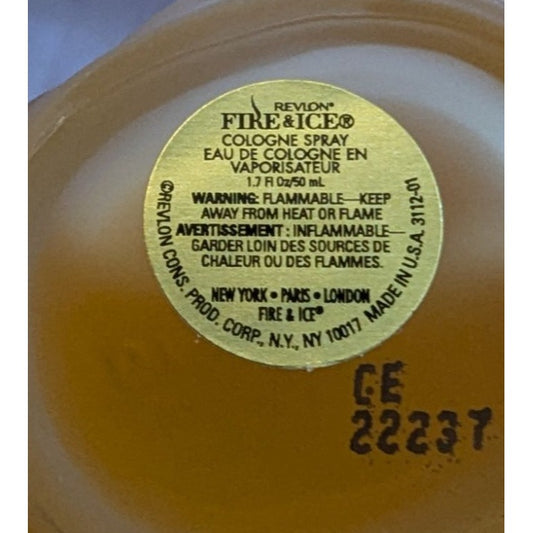 REVLON®
FIRE & ICE®
COLOGNE SPRAY
EAU DE COLOGNE EN
VAPORISATEUR
1.7 Fl Oz/50 mL
WARNING: FLAMMABLE—KEEP
AWAY FROM HEAT OR FLAME
AVERTISSEMENT : INFLAMMABLE—
GARDER LOIN DES SOURCES DE
CHALEUR OU DES FLAMMES.
NEW YORK • PARIS • LONDON
FIRE & ICE®
©REVLON CONS. PROD. CORP., N.Y., NY 10017 MADE IN U.S.A. 3112-01
CE
22237